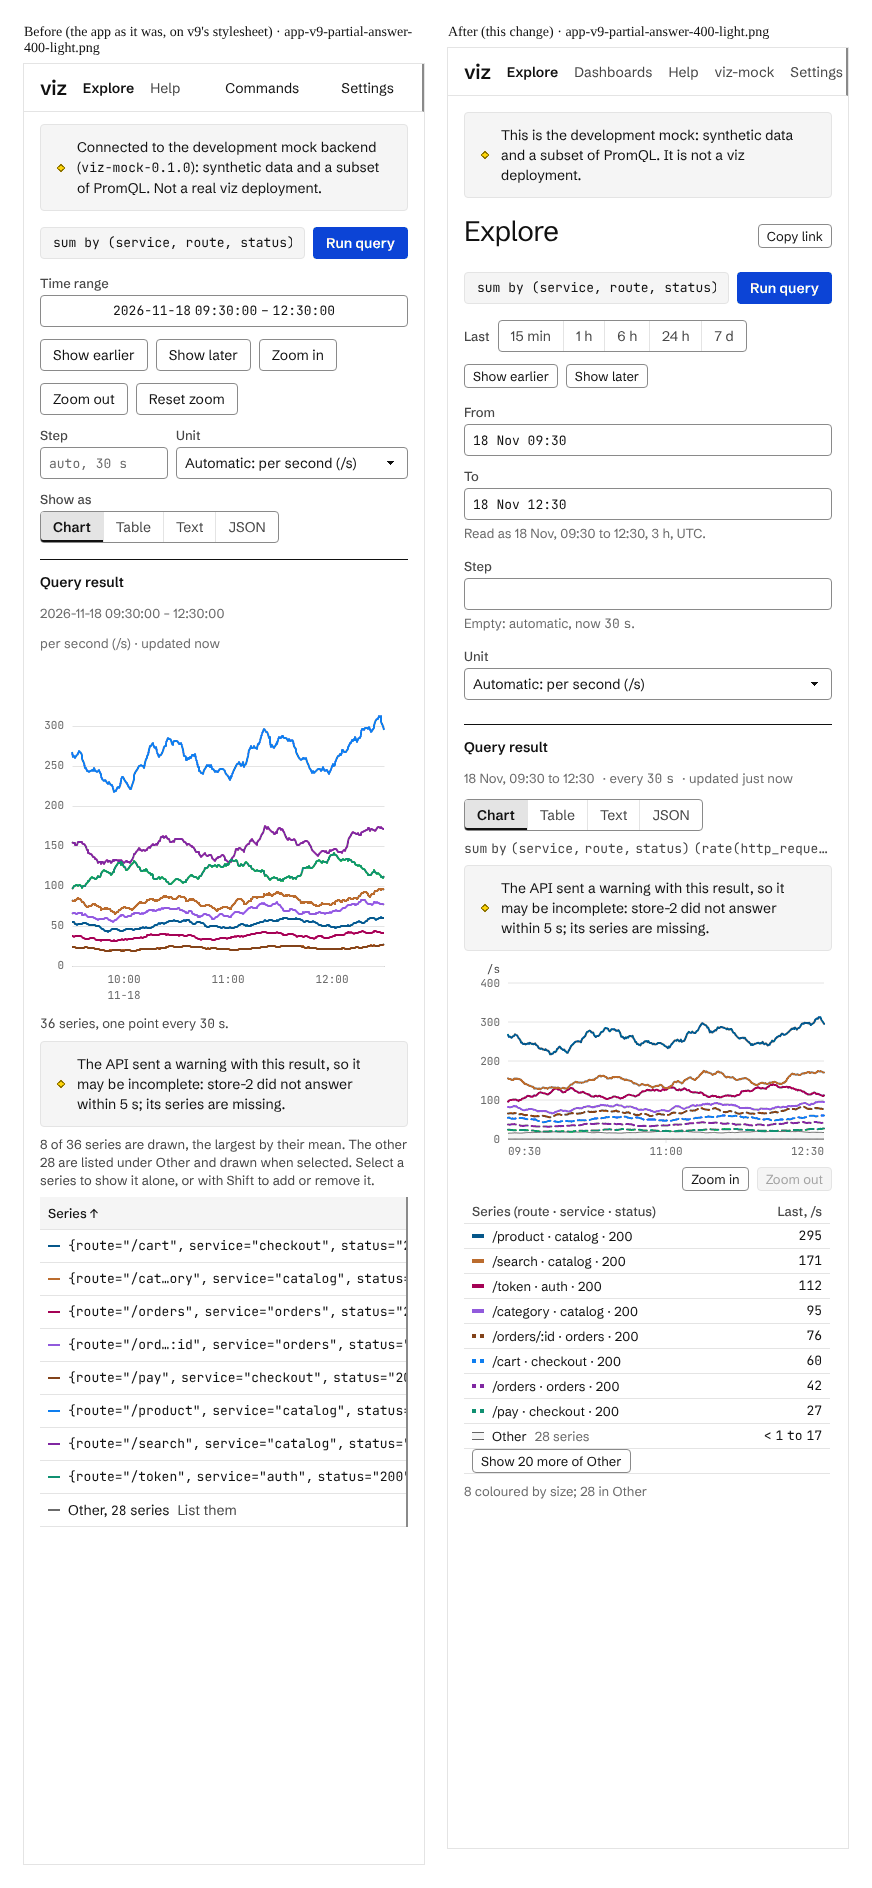 Before (the app as it was, on v9's stylesheet) · app-v9-partial-answer-
400-light.png
viz Explore Help Commands Settings
Connected to the development mock backend
(viz-mock-0.1.0): synthetic data and a subset
of PromQL. Not a real viz deployment.
sum by (service, route, status) Run query
Time range
2026-11-18 09:30:00 – 12:30:00
Show earlier Show later Zoom in
Zoom out Reset zoom
Step Unit
auto, 30 s Automatic: per second (/s)
Show as
Chart Table Text JSON
Query result
2026-11-18 09:30:00 – 12:30:00
per second (/s) · updated now
300
250
200
150
100
50
0
10:00 11:00 12:00
11-18
36 series, one point every 30 s.
The API sent a warning with this result, so it
may be incomplete: store-2 did not answer
within 5 s; its series are missing.
8 of 36 series are drawn, the largest by their mean. The other
28 are listed under Other and drawn when selected. Select a
series to show it alone, or with Shift to add or remove it.
Series ↑
{route="/cart", service="checkout", status="2
{route="/cat…ory", service="catalog", status=
{route="/orders", service="orders", status="2
{route="/ord…:id", service="orders", status="
{route="/pay", service="checkout", status="20
{route="/product", service="catalog", status=
{route="/search", service="catalog", status="
{route="/token", service="auth", status="200"
Other, 28 series List them
After (this change) · app-v9-partial-answer-400-light.png
viz Explore Dashboards Help viz-mock Settings
This is the development mock: synthetic data
and a subset of PromQL. It is not a viz
deployment.
Explore Copy link
sum by (service, route, status) Run query
Last 15 min 1 h 6 h 24 h 7 d
Show earlier Show later
From
18 Nov 09:30
To
18 Nov 12:30
Read as 18 Nov, 09:30 to 12:30, 3 h, UTC.
Step
Empty: automatic, now 30 s.
Unit
Automatic: per second (/s)
Query result
18 Nov, 09:30 to 12:30 · every 30 s · updated just now
Chart Table Text JSON
sum by (service, route, status) (rate(http_reque…
The API sent a warning with this result, so it
may be incomplete: store-2 did not answer
within 5 s; its series are missing.
/s
400
300
200
100
0
09:30 11:00 12:30
Zoom in Zoom out
Series (route · service · status) Last, /s
/product · catalog · 200 295
/search · catalog · 200 171
/token · auth · 200 112
/category · catalog · 200 95
/orders/:id · orders · 200 76
/cart · checkout · 200 60
/orders · orders · 200 42
/pay · checkout · 200 27
Other 28 series < 1 to 17
Show 20 more of Other
8 coloured by size; 28 in Other